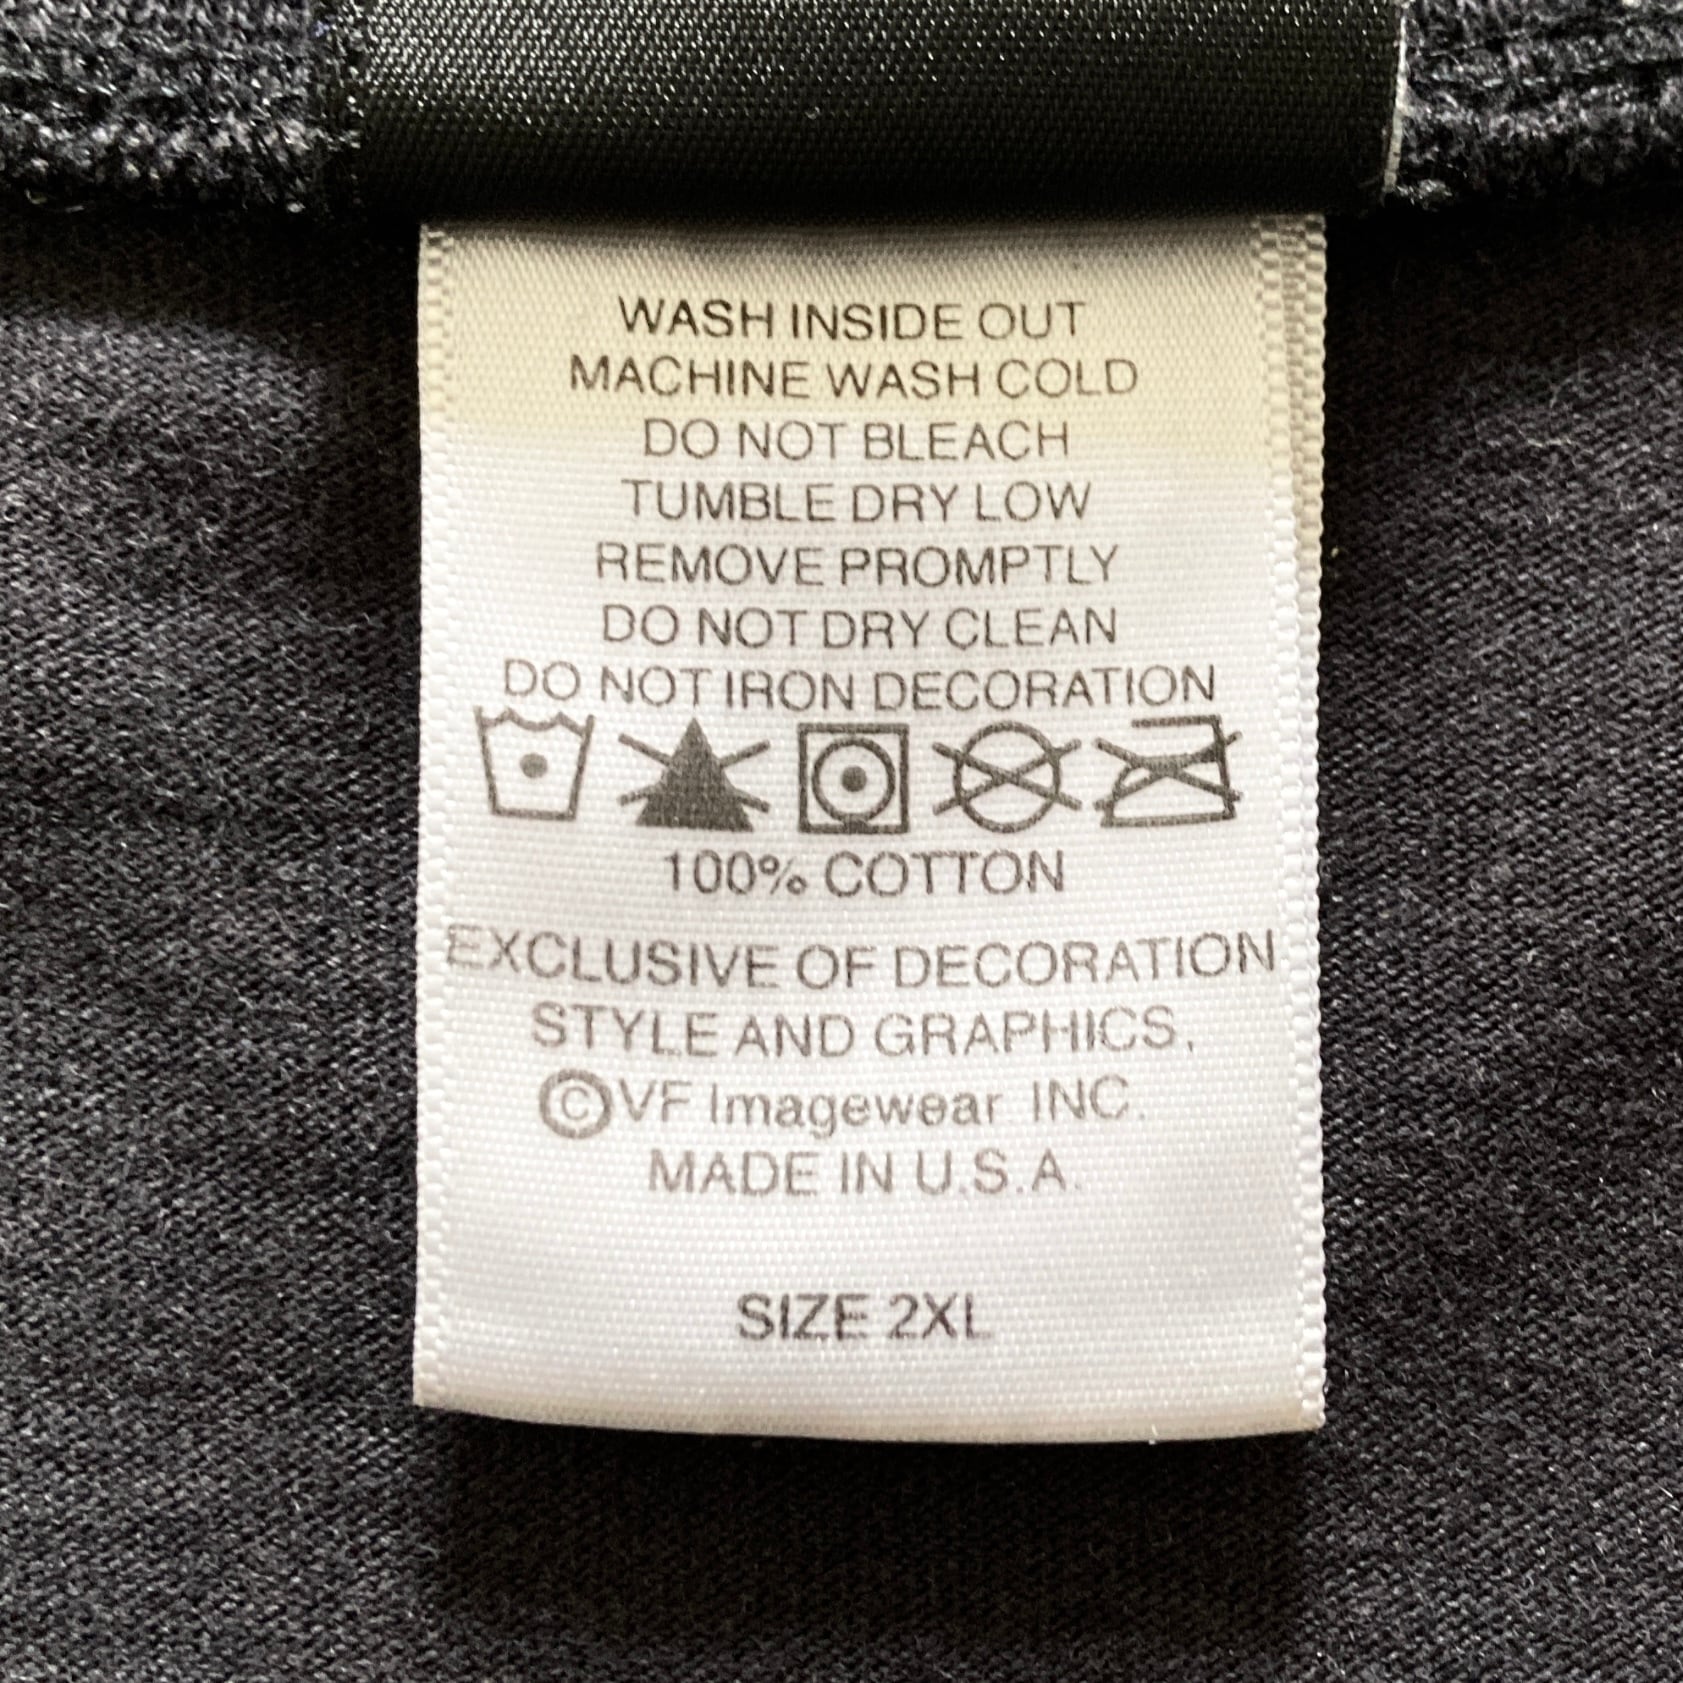 WASH INSIDE OUT
MACHINE WASH COLD
DO NOT BLEACH
TUMBLE DRY LOW
REMOVE PROMPTLY
DO NOT DRY CLEAN
DO NOT IRON DECORATION
100% COTTON
EXCLUSIVE OF DECORATION
STYLE AND GRAPHICS,
©VF Imagewear INC.
MADE IN U.S.A.
SIZE 2XL